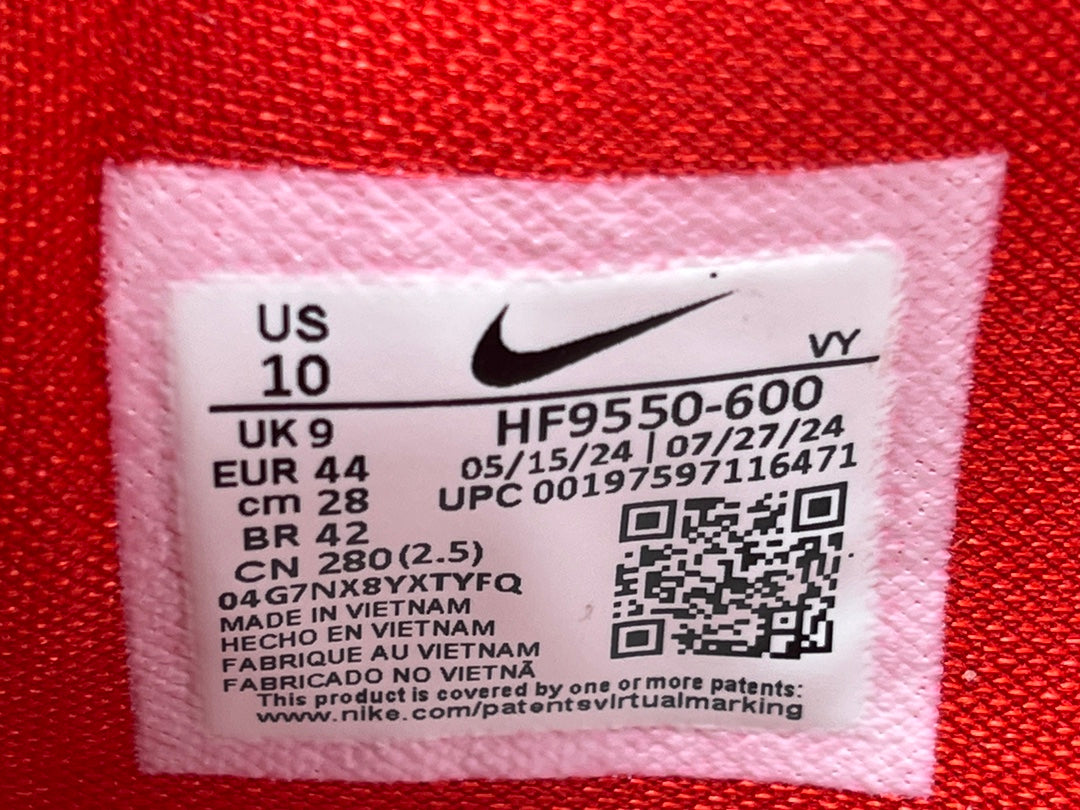 US
10
VY
UK 9
EUR 44
cm 28
BR 42
CN 280 (2.5)
HF9550-600
05/15/24 | 07/27/24
UPC 00197597116471
04G7NX8YXTYFQ
MADE IN VIETNAM
HECHO EN VIETNAM
FABRIQUE AU VIETNAM
FABRICADO NO VIETNÃ
This product is covered by one or more patents:
www.nike.com/patentsvirtualmarking